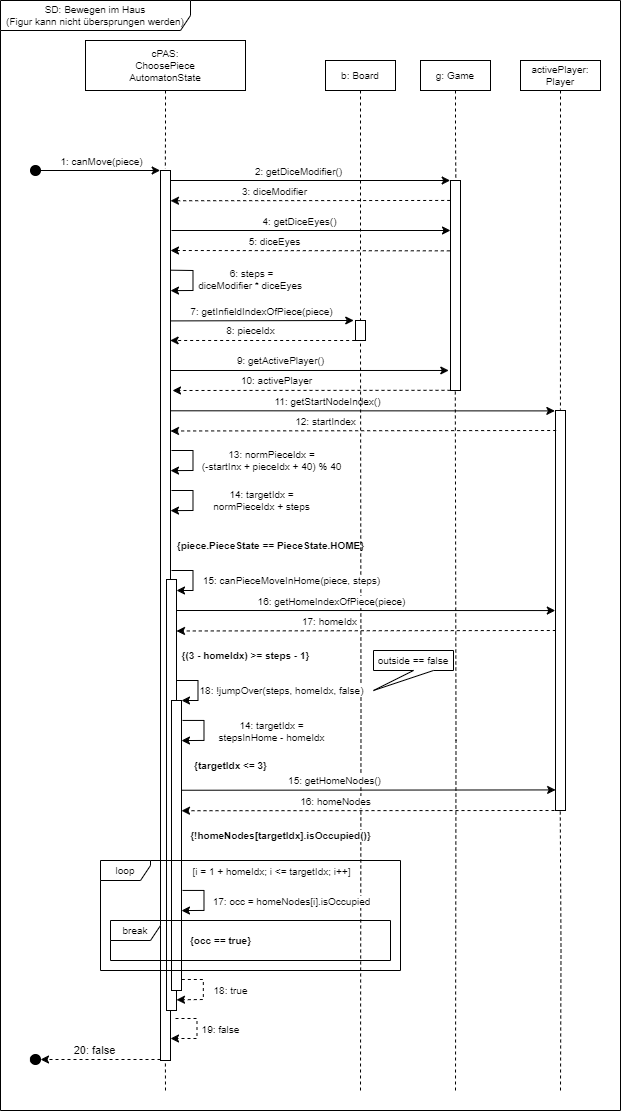 SD: Bewegen im Haus
(Figur kann nicht übersprungen werden)
cPAS:
ChoosePiece
AutomatonState
b: Board
g: Game
activePlayer:
Player
1: canMove(piece)
2: getDiceModifier()
3: diceModifier
4: getDiceEyes()
5: diceEyes
6: steps =
diceModifier * diceEyes
7: getInfieldIndexOfPiece(piece)
8: pieceIdx
9: getActivePlayer()
10: activePlayer
11: getStartNodeIndex()
12: startIndex
13: normPieceIdx =
(-startInx + pieceIdx + 40) % 40
14: targetIdx =
normPieceIdx + steps
{piece.PieceState == PieceState.HOME}
15: canPieceMoveInHome(piece, steps)
16: getHomeIndexOfPiece(piece)
17: homeIdx
{(3 - homeIdx) >= steps - 1}
outside == false
18: !jumpOver(steps, homeIdx, false)
14: targetIdx =
stepsInHome - homeIdx
{targetIdx <= 3}
15: getHomeNodes()
16: homeNodes
{!homeNodes[targetIdx].isOccupied()}
loop
[i = 1 + homeIdx; i <= targetIdx; i++]
17: occ = homeNodes[i].isOccupied
break
{occ == true}
18: true
19: false
20: false